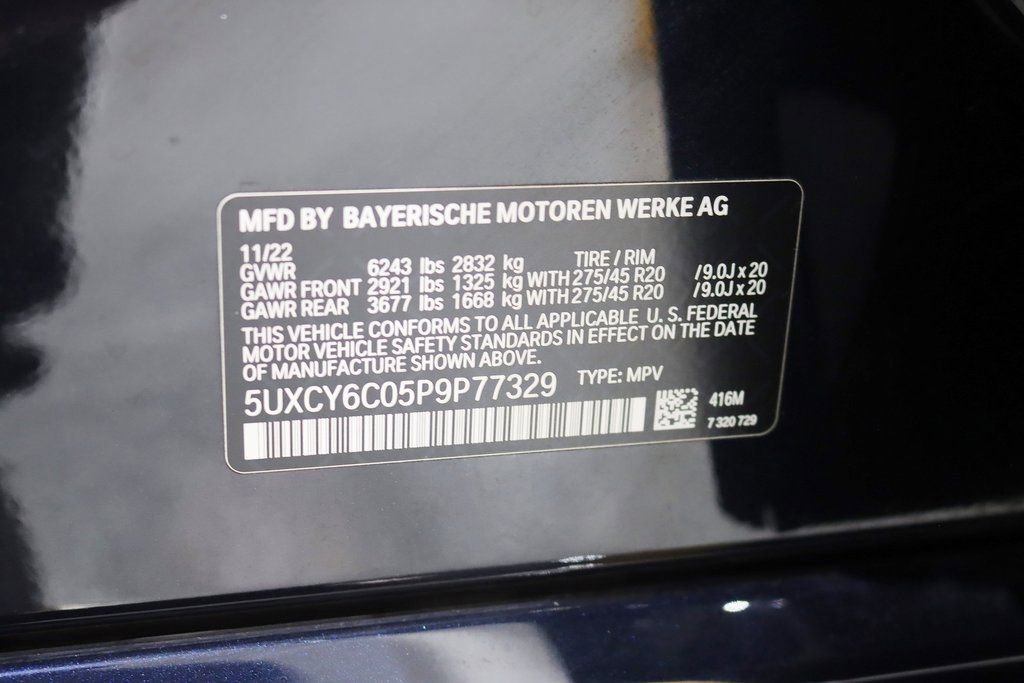 MFD BY BAYERISCHE MOTOREN WERKE AG
11/22
GVWR 6243 lbs 2832 kg TIRE / RIM
GAWR FRONT 2921 lbs 1325 kg WITH 275/45 R20 /9.0J x 20
GAWR REAR 3677 lbs 1668 kg WITH 275/45 R20 /9.0J x 20
THIS VEHICLE CONFORMS TO ALL APPLICABLE U. S. FEDERAL
MOTOR VEHICLE SAFETY STANDARDS IN EFFECT ON THE DATE
OF MANUFACTURE SHOWN ABOVE.
5UXCY6C05P9P77329 TYPE: MPV
416M
7 320 729